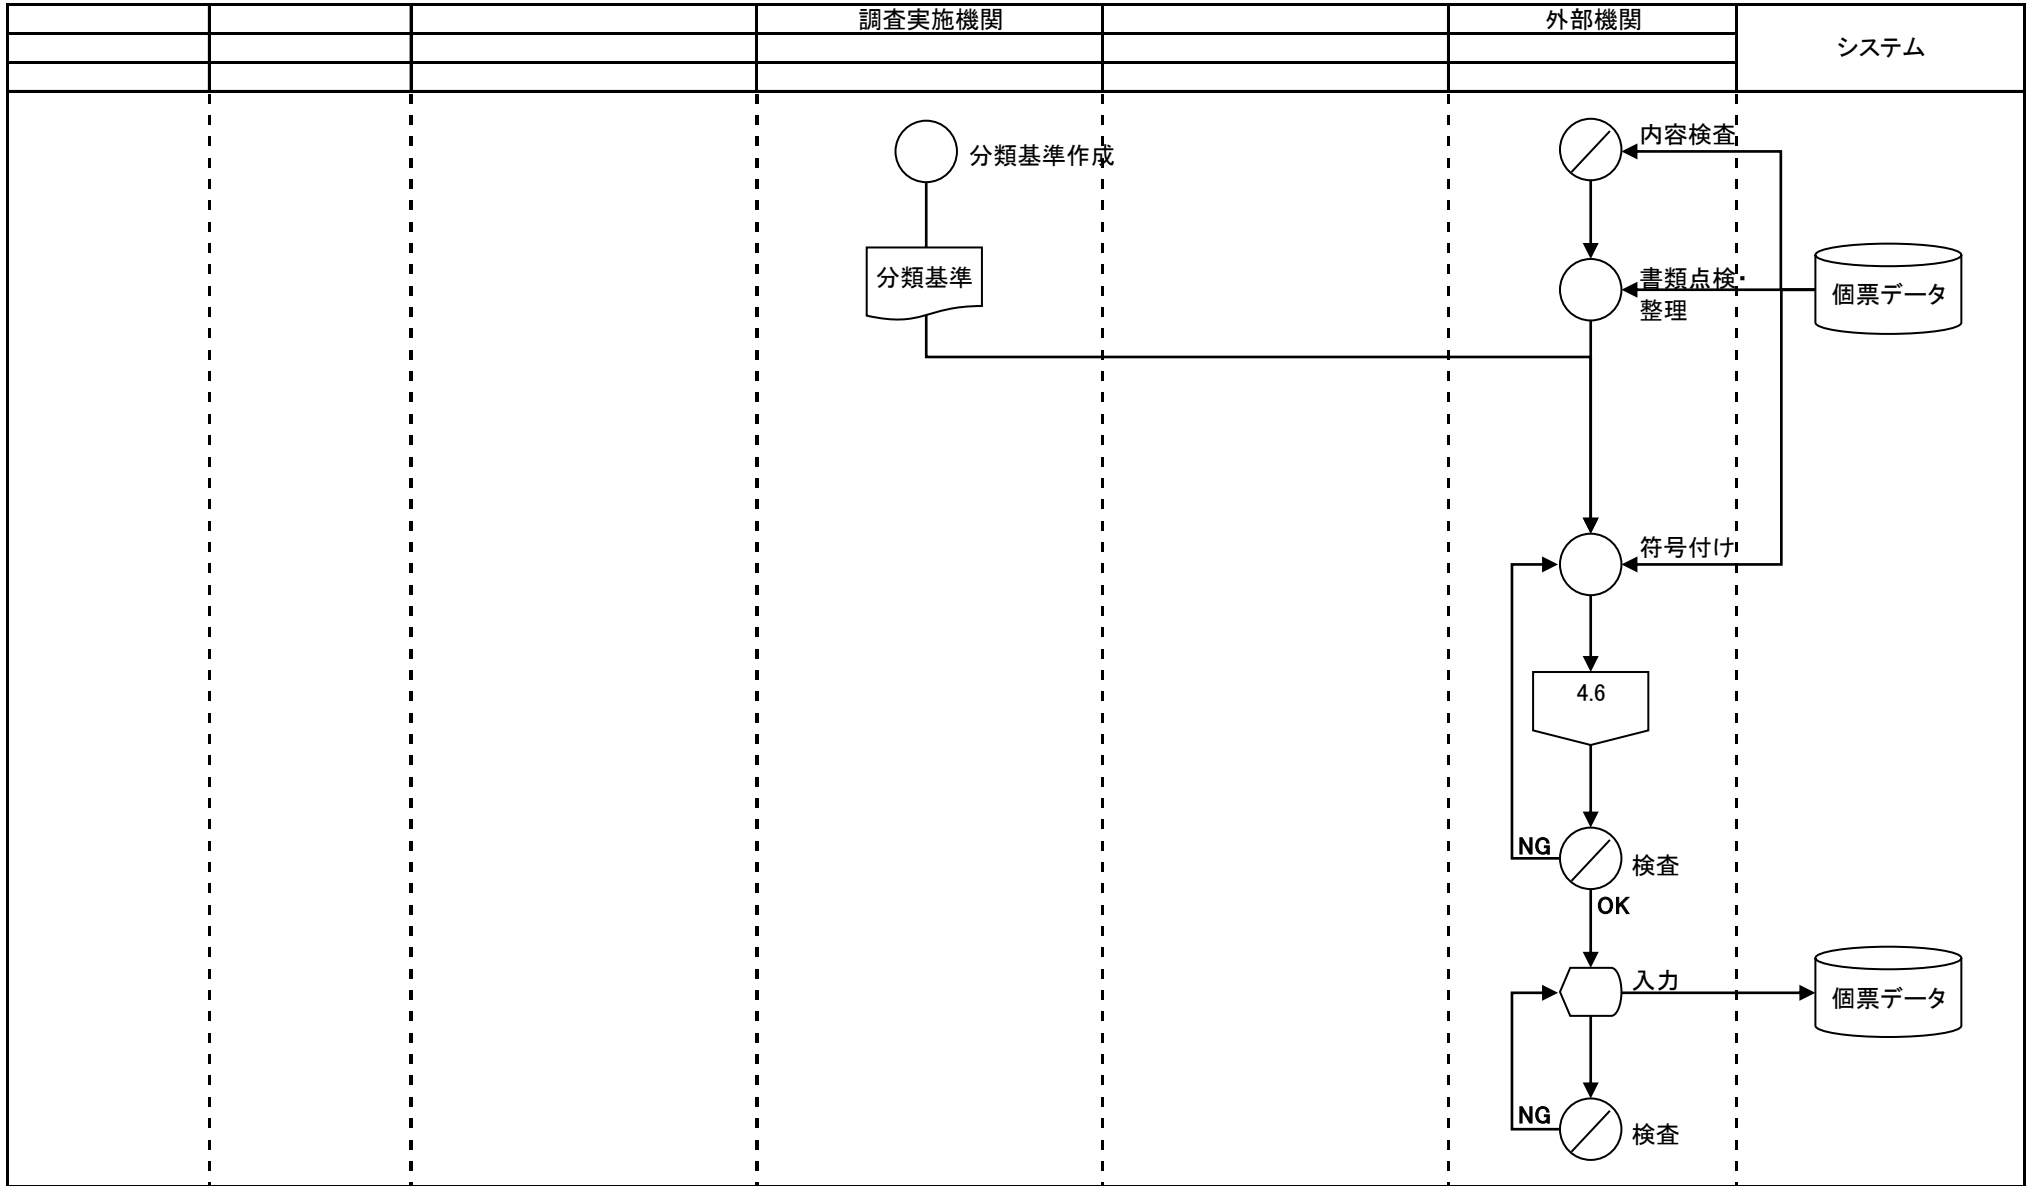 調査実施機関
外部機関
システム
分類基準作成
内容検査
分類基準
書類点検・
整理
個票データ
符号付け
4.6
NG
検査
OK
入力
個票データ
NG
検査